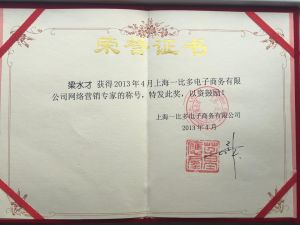 荣誉证书
梁水才 获得2013年4月上海一比多电子商务有限
公司网络营销专家的称号，特发此奖，以资鼓励！
上海一比多电子商务有限公司
2013年4月